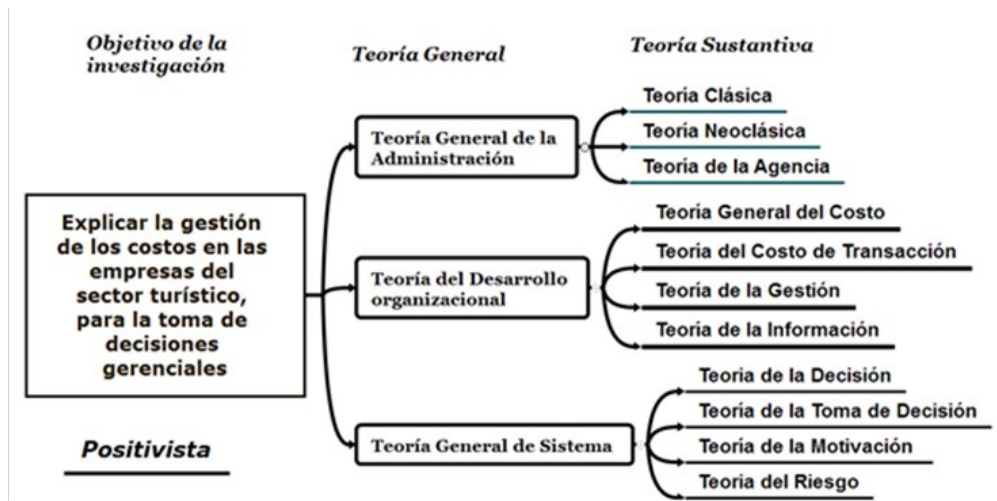 Objetivo de la
investigación
Teoría General
Teoría Sustantiva
Explicar la gestión
de los costos en las
empresas del
sector turístico,
para la toma de
decisiones
gerenciales
Positivista
Teoría General de la
Administración
Teoria Clásica
Teoría Neoclásica
Teoria de la Agencia
Teoría del Desarrollo
organizacional
Teoría General del Costo
Teoria del Costo de Transacción
Teoria de la Gestión
Teoria de la Información
Teoría General de Sistema
Teoria de la Decisión
Teoria de la Toma de Decisión
Teoria de la Motivación
Teoria del Riesgo